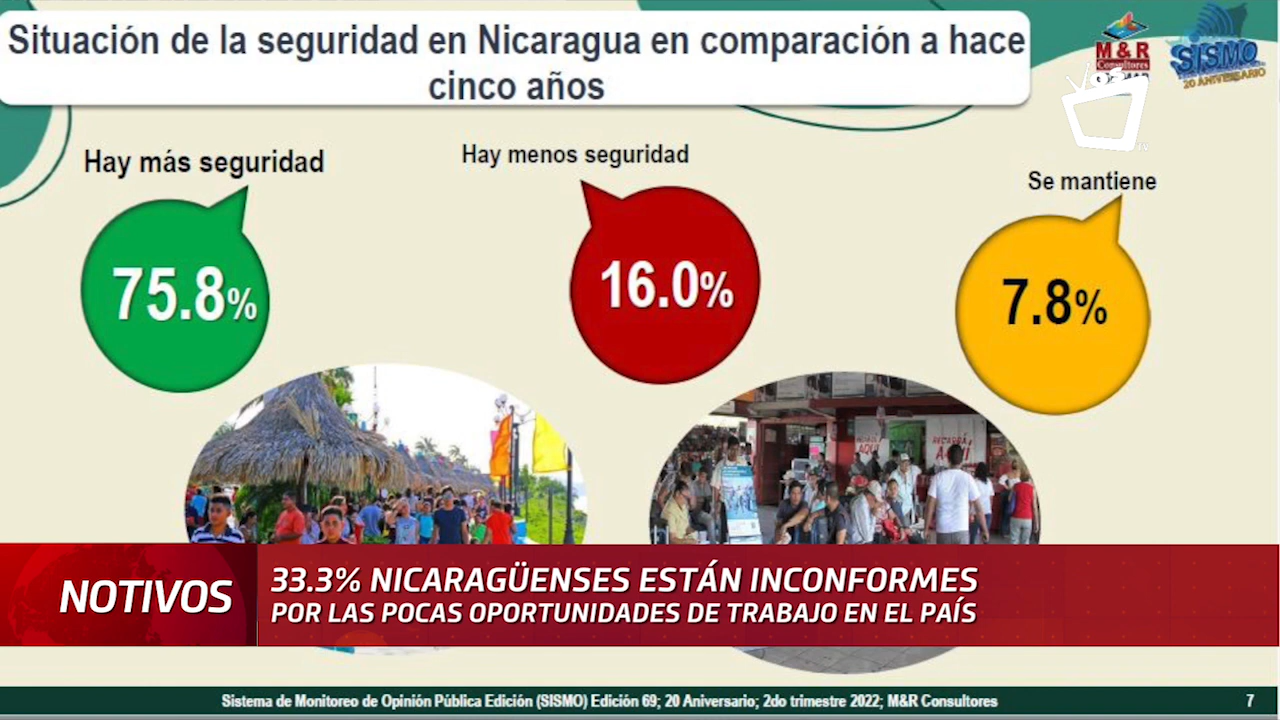 Situación de la seguridad en Nicaragua en comparación a hace
cinco años
M&R
Consultores
SISMO
20 ANIVERSARIO
TV
Hay más seguridad
Hay menos seguridad
Se mantiene
75.8%
16.0%
7.8%
RECARGA
AQUÍ
NOTIVOS
33.3% NICARAGÜENSES ESTÁN INCONFORMES
POR LAS POCAS OPORTUNIDADES DE TRABAJO EN EL PAÍS
Sistema de Monitoreo de Opinión Pública Edición (SISMO) Edición 69; 20 Aniversario; 2do trimestre 2022; M&R Consultores
7